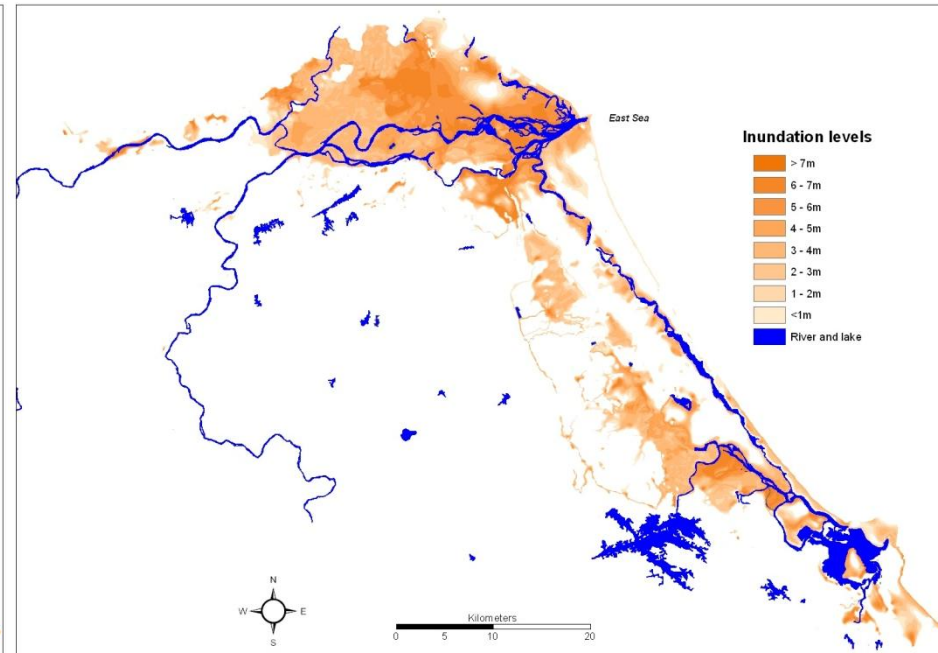 East Sea
Inundation levels
> 7m
6 - 7m
5 - 6m
4 - 5m
3 - 4m
2 - 3m
1 - 2m
<1m
River and lake
N
W E
S
Kilometers
0 5 10 20